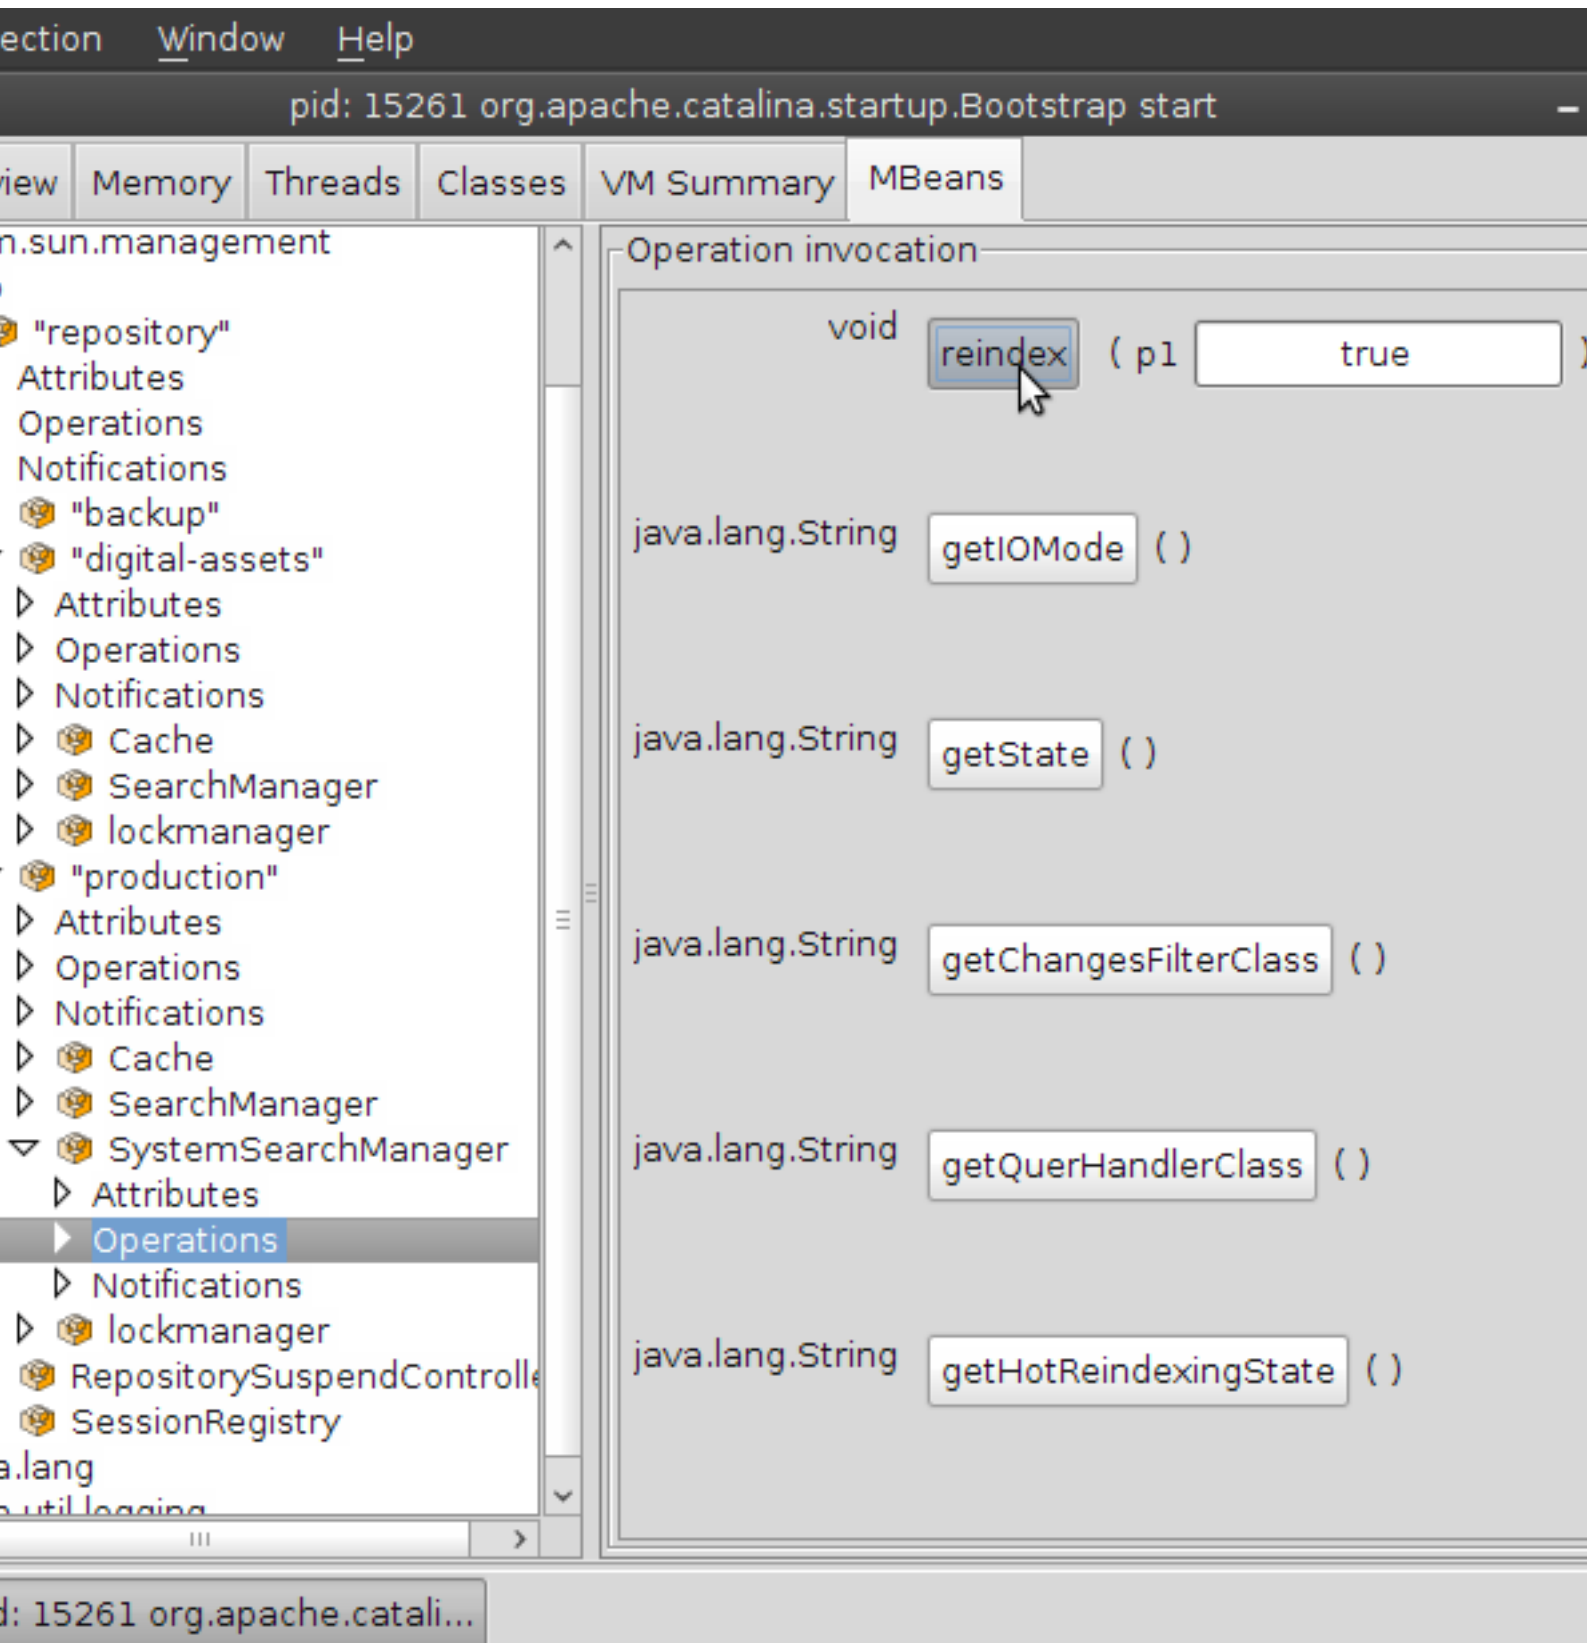 ection Window Help
pid: 15261 org.apache.catalina.startup.Bootstrap start
view Memory Threads Classes VM Summary MBeans
n.sun.management
"repository"
Attributes
Operations
Notifications
"backup"
"digital-assets"
Attributes
Operations
Notifications
Cache
SearchManager
lockmanager
"production"
Attributes
Operations
Notifications
Cache
SearchManager
SystemSearchManager
Attributes
Operations
Notifications
lockmanager
RepositorySuspendControlle
SessionRegistry
a.lang
util.logging
Operation invocation
void reindex ( p1 true )
java.lang.String getIOMode ( )
java.lang.String getState ( )
java.lang.String getChangesFilterClass ( )
java.lang.String getQuerHandlerClass ( )
java.lang.String getHotReindexingState ( )
d: 15261 org.apache.catali...